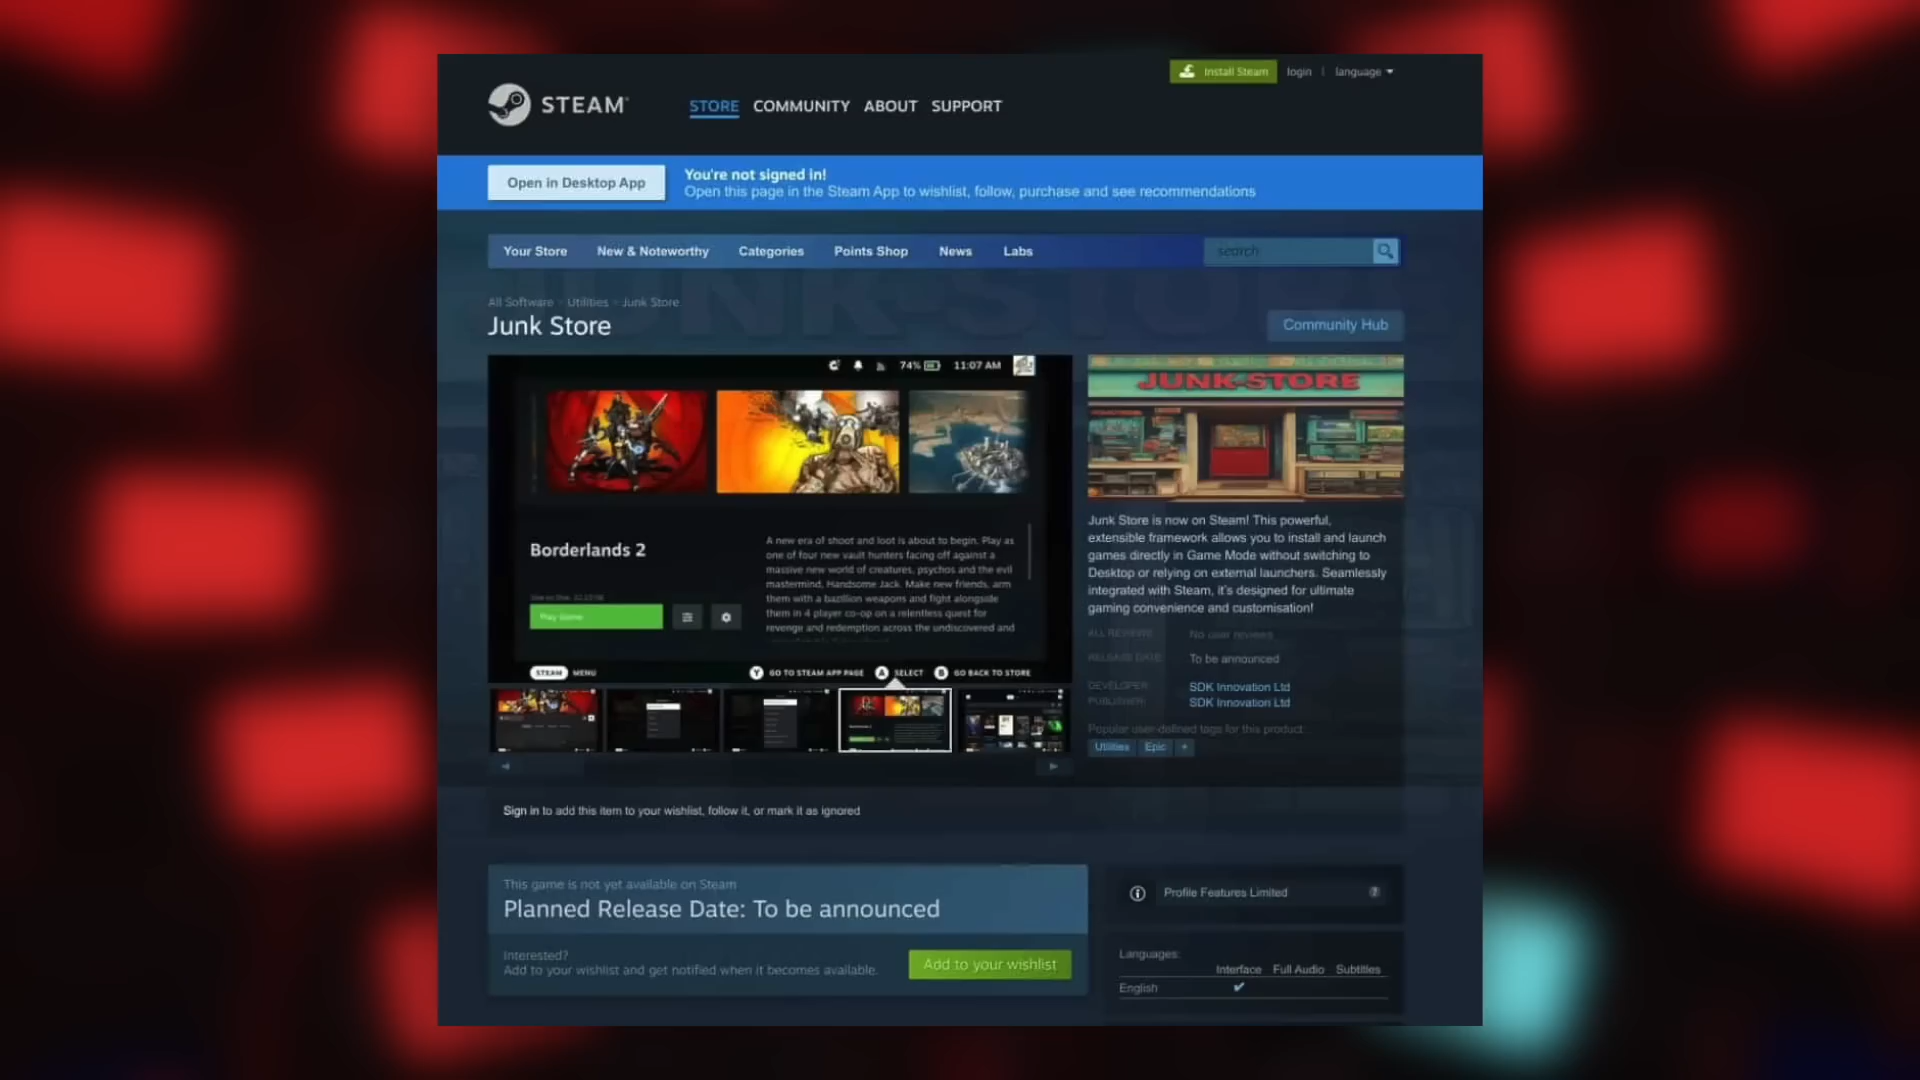 Install Steam login | language
STEAM®
STORE COMMUNITY ABOUT SUPPORT
Open in Desktop App
You're not signed in!
Open this page in the Steam App to wishlist, follow, purchase and see recommendations
Your Store New & Noteworthy Categories Points Shop News Labs search
All Software > Utilities > Junk Store
Junk Store
Community Hub
74% 11:07 AM
Borderlands 2
A new era of shoot and loot is about to begin. Play as
one of four new vault hunters facing off against a
massive new world of creatures, psychos and the evil
mastermind, Handsome Jack. Make new friends, arm
them with a bazillion weapons and fight alongside
them in 4 player co-op on a relentless quest for
revenge and redemption across the undiscovered and
Play Game
STEAM MENU
Y GO TO STEAM APP PAGE A SELECT B GO BACK TO STORE
JUNK-STORE
Junk Store is now on Steam! This powerful,
extensible framework allows you to install and launch
games directly in Game Mode without switching to
Desktop or relying on external launchers. Seamlessly
integrated with Steam, it's designed for ultimate
gaming convenience and customisation!
ALL REVIEWS: No user reviews
RELEASE DATE: To be announced
DEVELOPER: SDK Innovation Ltd
PUBLISHER: SDK Innovation Ltd
Popular user-defined tags for this product:
Utilities Epic +
Sign in to add this item to your wishlist, follow it, or mark it as ignored
This game is not yet available on Steam
Planned Release Date: To be announced
Interested?
Add to your wishlist and get notified when it becomes available.
Add to your wishlist
Profile Features Limited ?
Languages:
Interface Full Audio Subtitles
English ✔